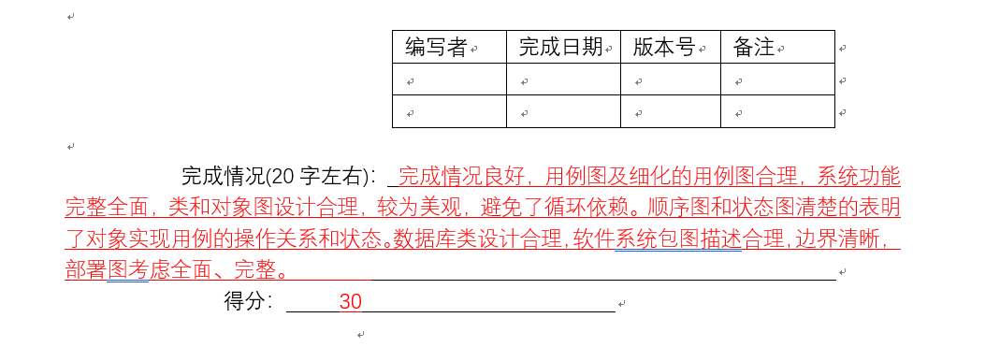 编写者 完成日期 版本号 备注
完成情况(20 字左右)： 完成情况良好，用例图及细化的用例图合理，系统功能
完整全面，类和对象图设计合理，较为美观，避免了循环依赖。顺序图和状态图清楚的表明
了对象实现用例的操作关系和状态。数据库类设计合理，软件系统包图描述合理，边界清晰，
部署图考虑全面、完整。
得分： 30